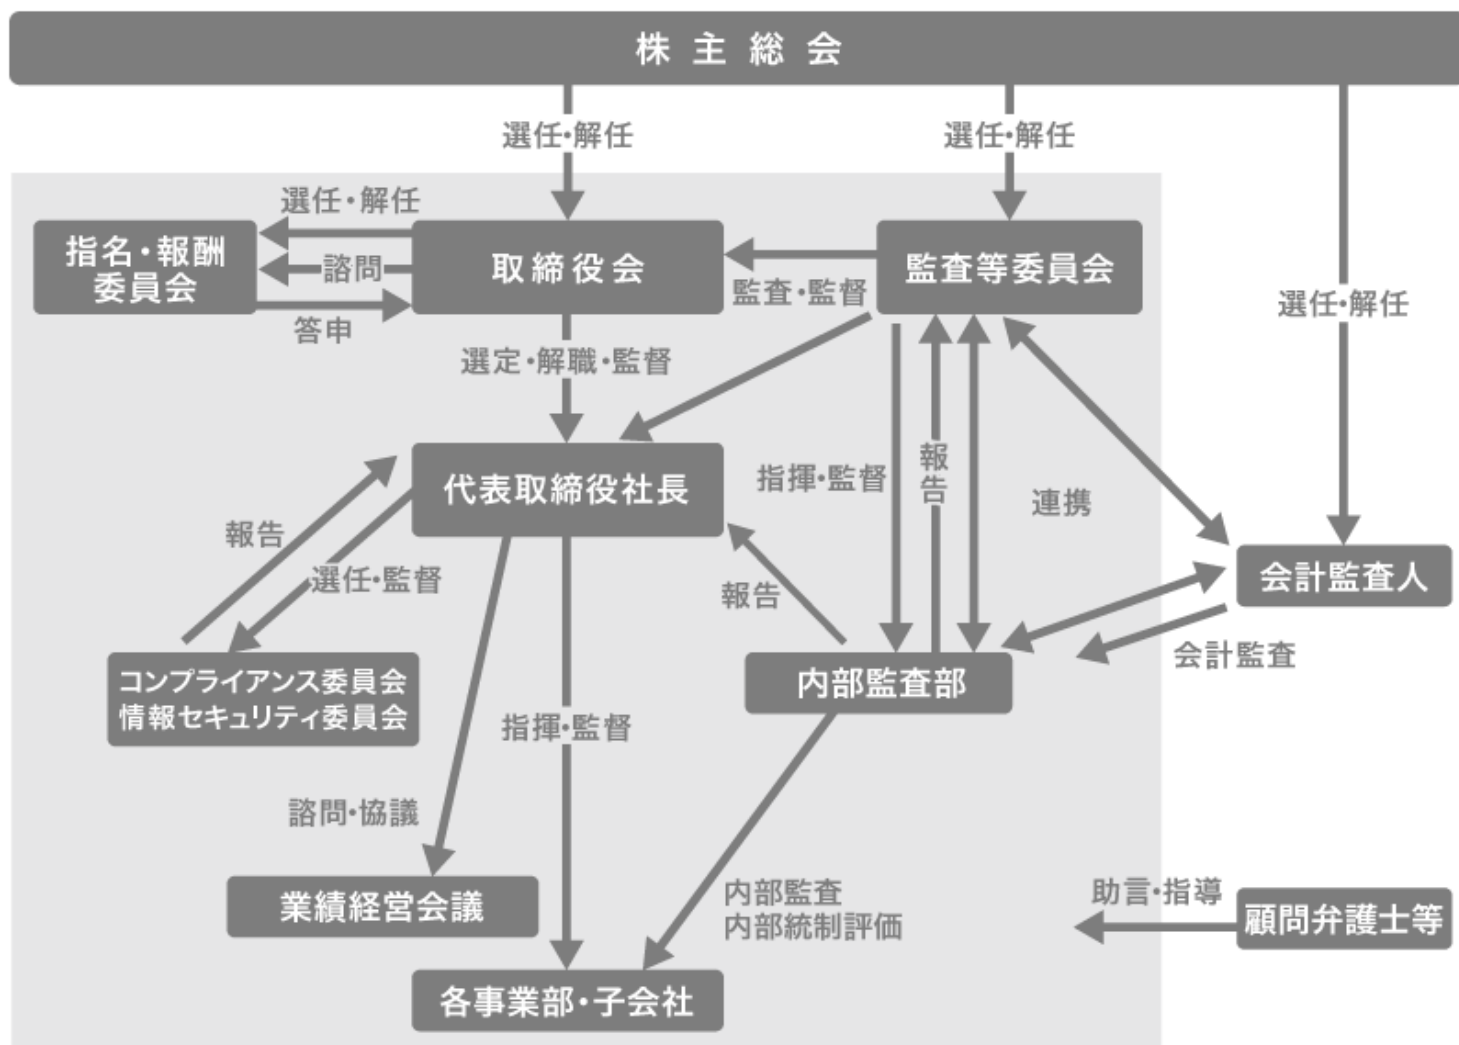 株主総会
選任・解任
選任・解任
選任・解任
選任・解任
指名・報酬
委員会
諮問
答申
取締役会
監査・監督
監査等委員会
選定・解職・監督
代表取締役社長
指揮・監督
報告
連携
報告
選任・監督
報告
会計監査人
会計監査
コンプライアンス委員会
情報セキュリティ委員会
内部監査部
指揮・監督
諮問・協議
業績経営会議
内部監査
内部統制評価
助言・指導
顧問弁護士等
各事業部・子会社